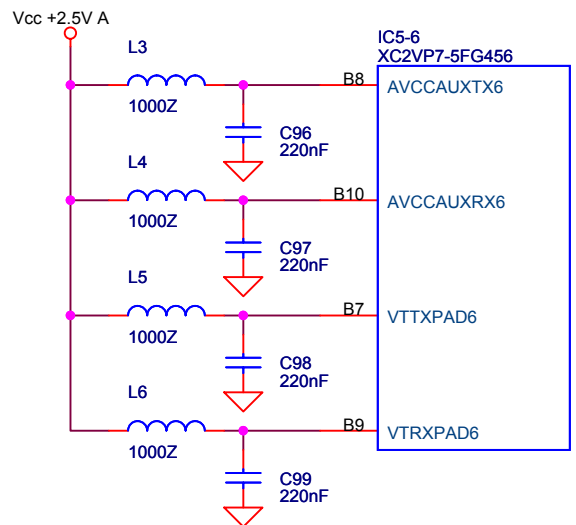 Vcc +2.5V A
IC5-6
XC2VP7-5FG456
L3
1000Z
B8
AVCCAUXTX6
C96
220nF
L4
1000Z
B10
AVCCAUXRX6
C97
220nF
L5
1000Z
B7
VTTXPAD6
C98
220nF
L6
1000Z
B9
VTRXPAD6
C99
220nF